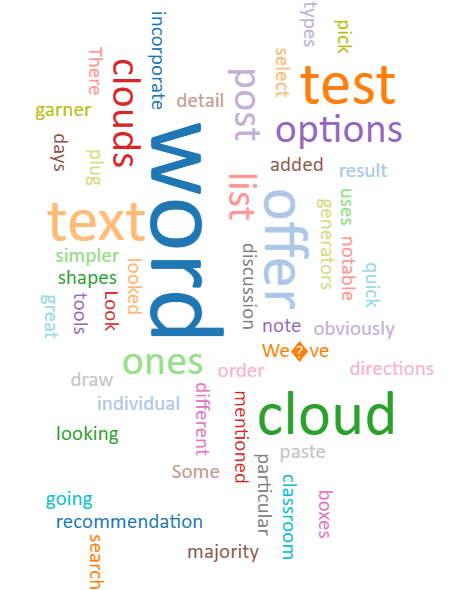 types
incorporate
pick
There
clouds
select
post
test
detail
garner
options
days
plug
word
added
result
list
text
offer
uses
generators
notable
simpler
looked
discussion
shapes
quick
great
tools
Look
note
obviously
We�ve
ones
order
directions
draw
individual
different
mentioned
cloud
looking
Some
particular
paste
classroom
boxes
going
recommendation
search
majority